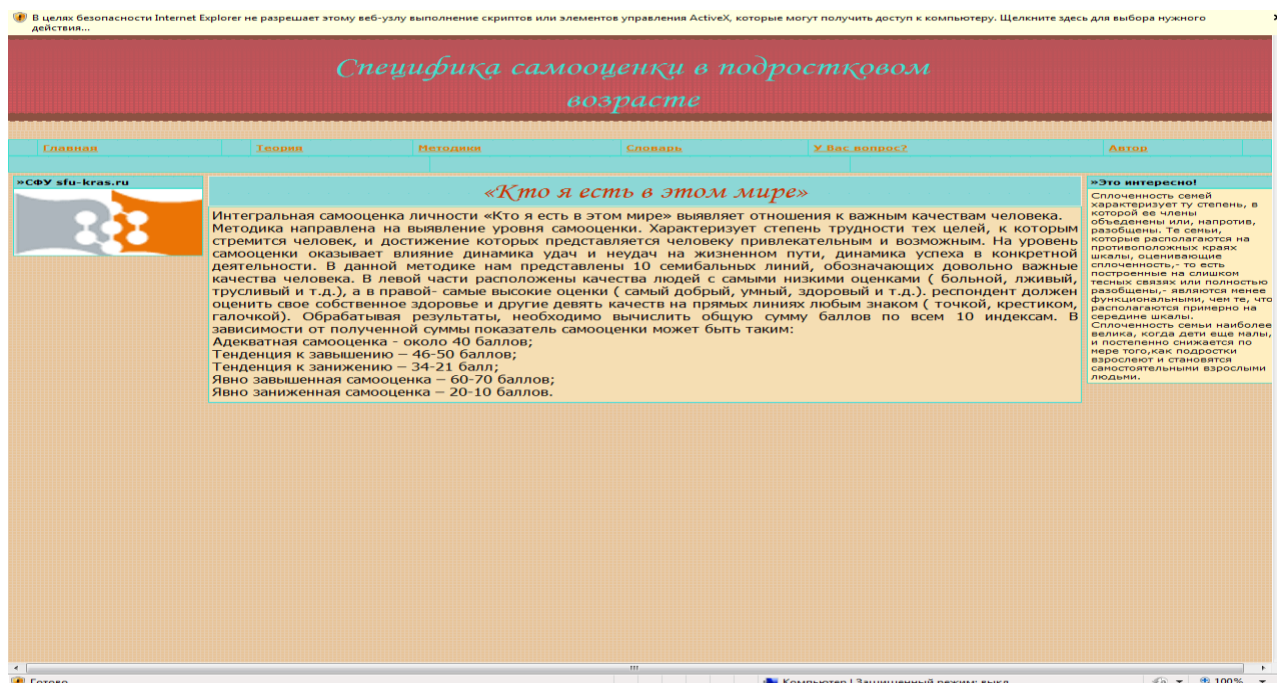 В целях безопасности Internet Explorer не разрешает этому веб-узлу выполнение скриптов или элементов управления ActiveX, которые могут получить доступ к компьютеру. Щелкните здесь для выбора нужного
действия...
Специфика самооценки в подростковом
возрасте
Главная Теории Методики Словарь У Вас вопрос? Автор
»СФУ sfu-kras.ru
«Кто я есть в этом мире»
Интегральная самооценка личности «Кто я есть в этом мире» выявляет отношения к важным качествам человека.
Методика направлена на выявление уровня самооценки. Характеризует степень трудности тех целей, к которым
стремится человек, и достижение которых представляется человеку привлекательным и возможным. На уровень
самооценки оказывает влияние динамика удач и неудач на жизненном пути, динамика успеха в конкретной
деятельности. В данной методике нам представлены 10 семибальных линий, обозначающих довольно важные
качества человека. В левой части расположены качества людей с самыми низкими оценками ( больной, лживый,
трусливый и т.д.), а в правой- самые высокие оценки ( самый добрый, умный, здоровый и т.д.). респондент должен
оценить свое собственное здоровье и другие девять качеств на прямых линиях любым знаком ( точкой, крестиком,
галочкой). Обрабатывая результаты, необходимо вычислить общую сумму баллов по всем 10 индексам. В
зависимости от полученной суммы показатель самооценки может быть таким:
Адекватная самооценка - около 40 баллов;
Тенденция к завышению – 46-50 баллов;
Тенденция к занижению – 34-21 балл;
Явно завышенная самооценка – 60-70 баллов;
Явно заниженная самооценка – 20-10 баллов.
»Это интересно!
Сплоченность семей
характеризует ту степень, в
которой ее члены
объеденены или, напротив,
разобщены. Те семьи,
которые располагаются на
противоположных краях
шкалы, оценивающие
сплоченность,- то есть
построенные на слишком
тесных связях или полностью
разобщены,- являются менее
функциональными, чем те, что
располагаются примерно на
середине шкалы.
Сплоченность семьи наиболее
велика, когда дети еще малы,
и постепенно снижается по
мере того,как подростки
взрослеют и становятся
самостоятельными взрослыми
людьми.
Готово Компьютер | Защищенный режим: выкл 100%